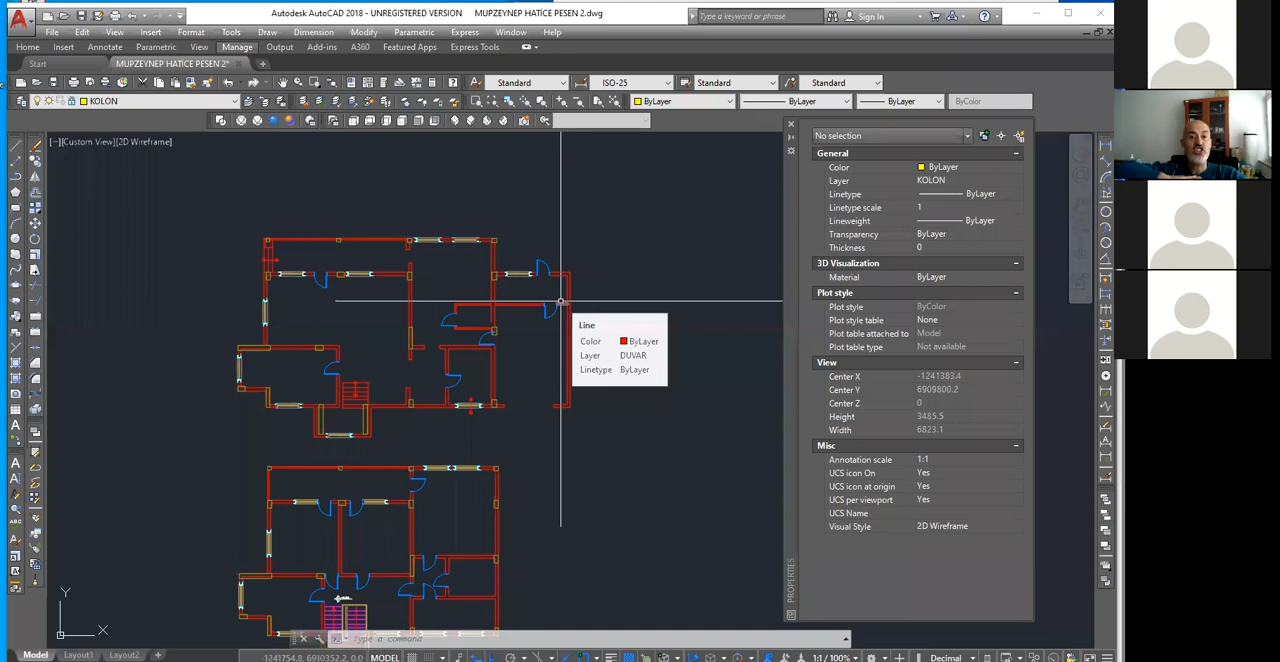 Autodesk AutoCAD 2018 - UNREGISTERED VERSION MUPZEYNEP HATİCE PESEN 2.dwg
Type a keyword or phrase
Sign In
File Edit View Insert Format Tools Draw Dimension Modify Parametric Express Window Help
Home Insert Annotate Parametric View Manage Output Add-ins A360 Featured Apps Express Tools
Start
MUPZEYNEP HATICE PESEN 2*
Standard ISO-25 Standard Standard
KOLON
ByLayer ByLayer ByLayer ByColor
[−][Custom View][2D Wireframe]
No selection
General
Color ByLayer
Layer KOLON
Linetype ByLayer
Linetype scale 1
Lineweight ByLayer
Transparency ByLayer
Thickness 0
3D Visualization
Material ByLayer
Plot style
Plot style ByColor
Plot style table None
Plot table attached to Model
Plot table type Not available
View
Center X -1241383.4
Center Y 6909800.2
Center Z 0
Height 3485.5
Width 6823.1
Misc
Annotation scale 1:1
UCS icon On Yes
UCS icon at origin Yes
UCS per viewport Yes
UCS Name
Visual Style 2D Wireframe
PROPERTIES
Line
Color ByLayer
Layer DUVAR
Linetype ByLayer
Y
X
Type a command
Model Layout1 Layout2 +
-1241754.8, 6910352.2, 0.0 MODEL
1:1 / 100%
Decimal